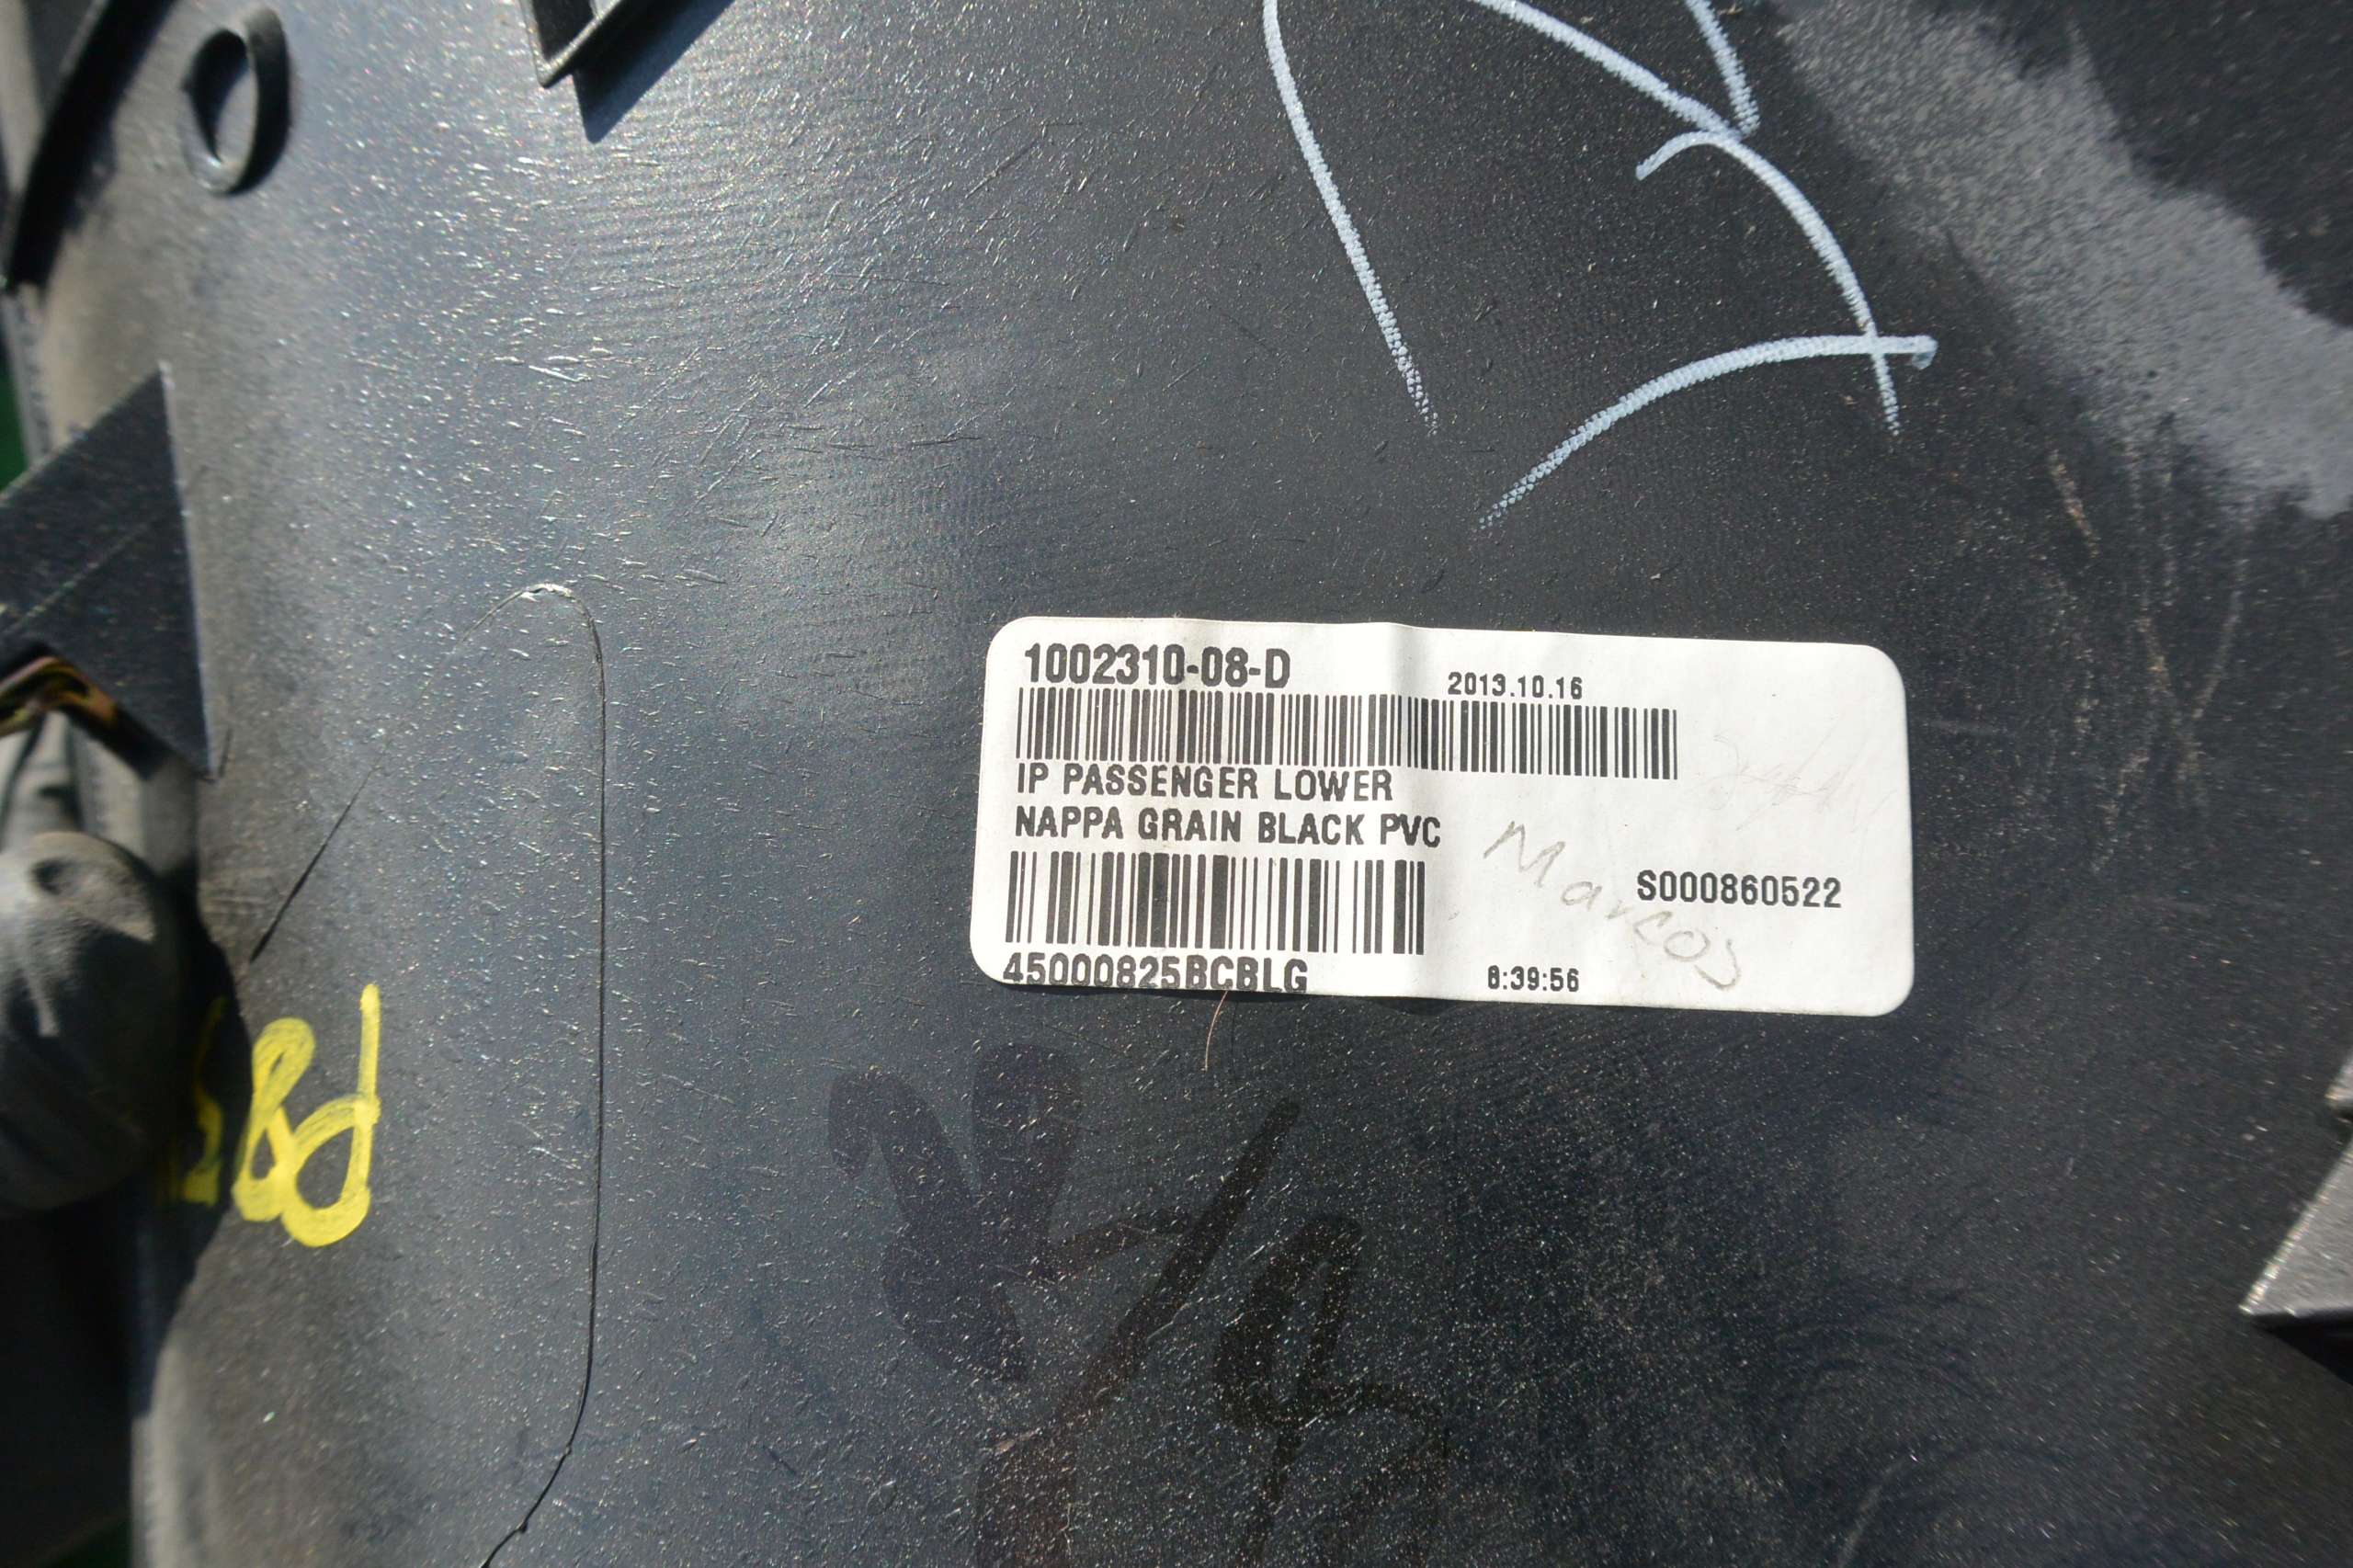 1002310-08-D
2013.10.16
IP PASSENGER LOWER
NAPPA GRAIN BLACK PVC
Marcos
S000860522
45000825BCBLG
8:39:56